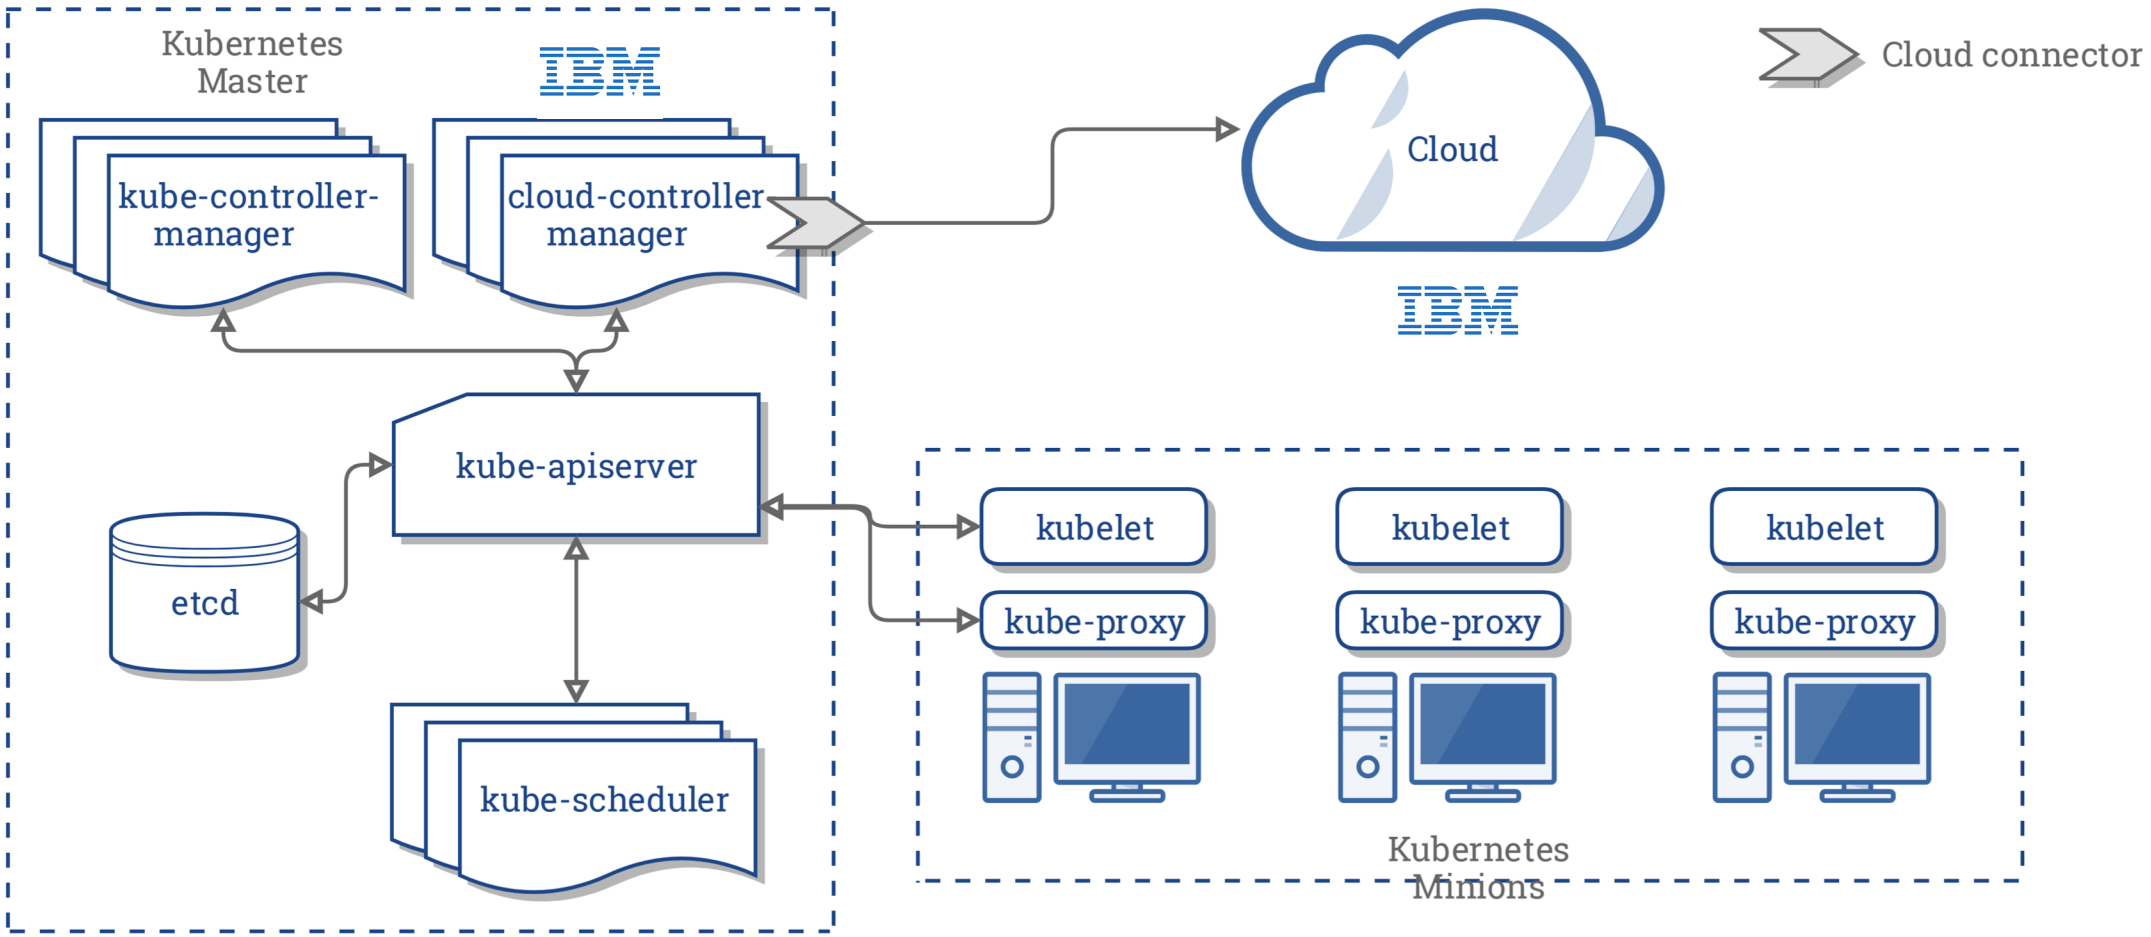 Kubernetes
Master
IBM
kube-controller-
manager
cloud-controller
manager
Cloud
IBM
Cloud connector
kube-apiserver
etcd
kube-scheduler
kubelet
kubelet
kubelet
kube-proxy
kube-proxy
kube-proxy
Kubernetes
Minions